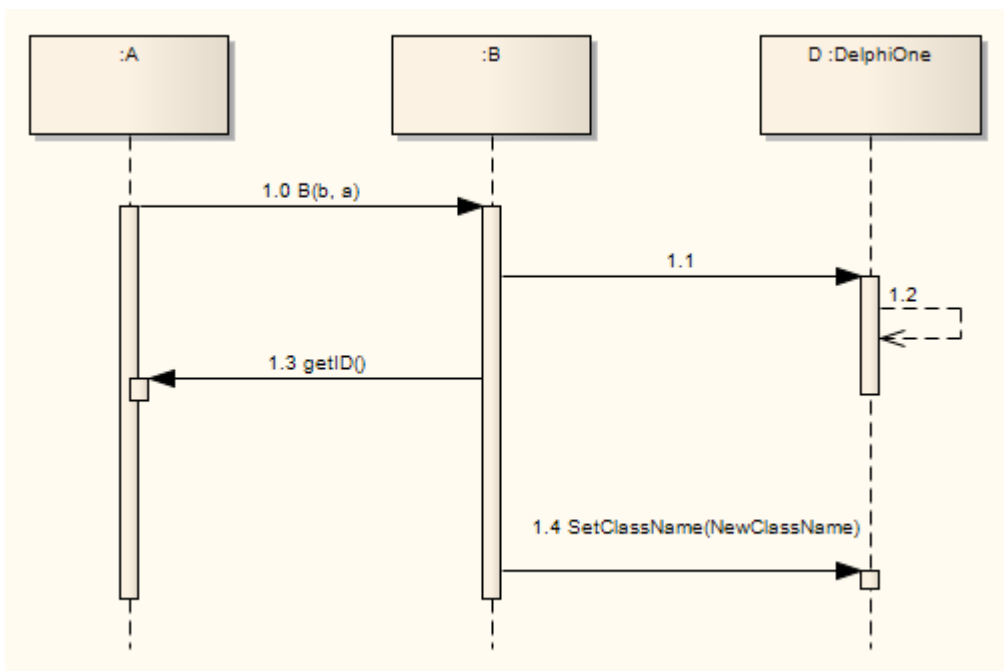 :A
:B
D :DelphiOne
1.0 B(b, a)
1.1
1.2
1.3 getID()
1.4 SetClassName(NewClassName)